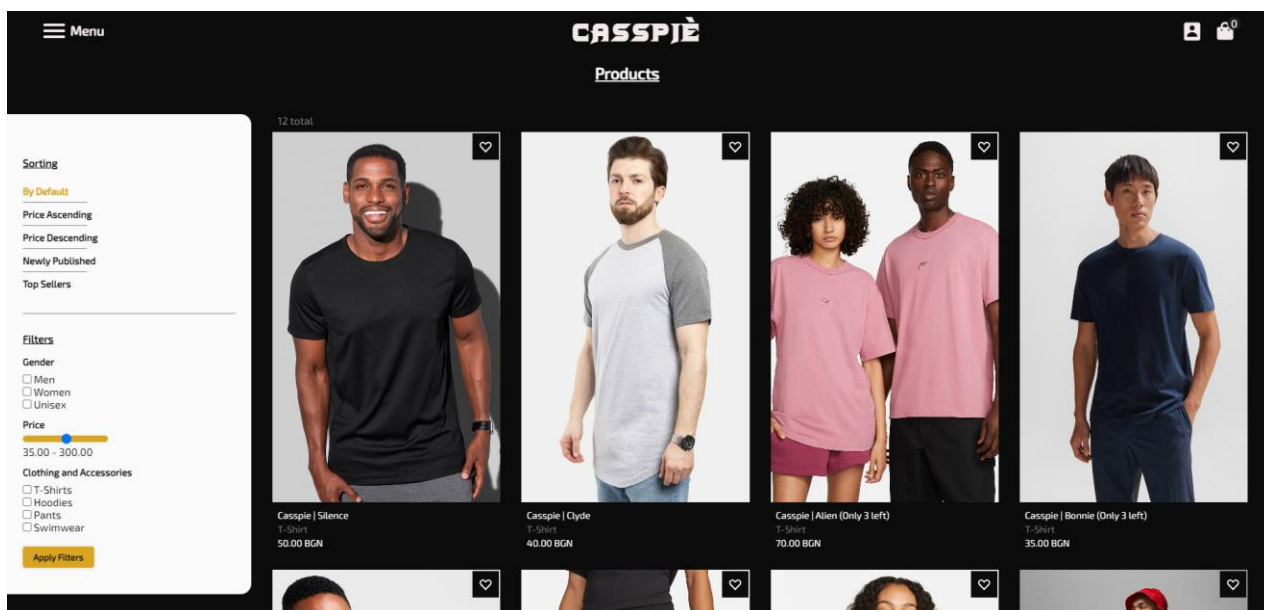 Menu
CASSPIÈ
0
Products
Sorting
By Default
Price Ascending
Price Descending
Newly Published
Top Sellers
Filters
Gender
Men
Women
Unisex
Price
35.00 - 300.00
Clothing and Accessories
T-Shirts
Hoodies
Pants
Swimwear
Apply Filters
12 total
Casspie | Silence
T-Shirt
50.00 BGN
Casspie | Clyde
T-Shirt
40.00 BGN
Casspie | Alien (Only 3 left)
T-Shirt
70.00 BGN
Casspie | Bonnie (Only 3 left)
T-Shirt
35.00 BGN